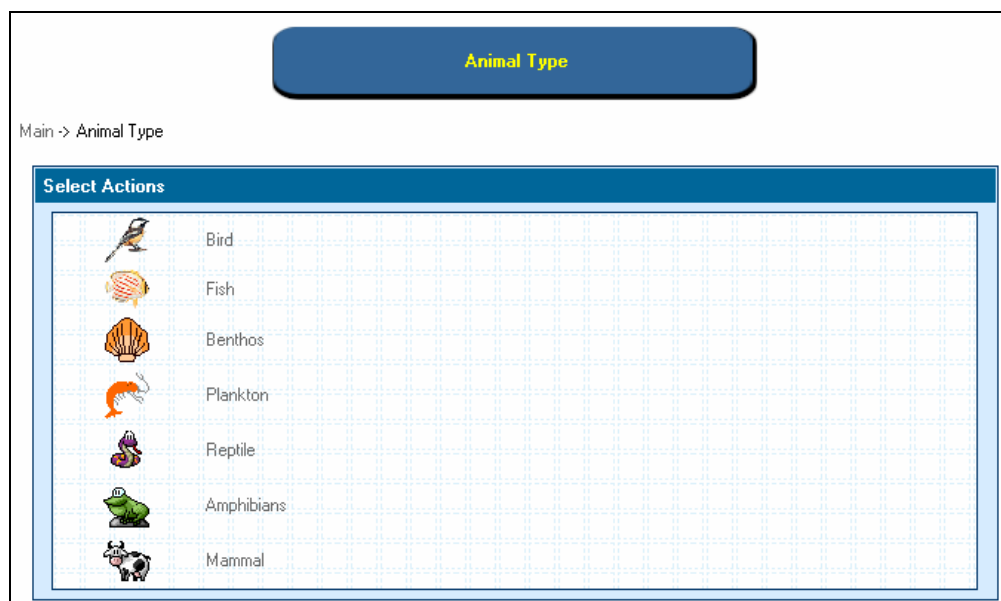 Animal Type
Main -> Animal Type
Select Actions
Bird
Fish
Benthos
Plankton
Reptile
Amphibians
Mammal